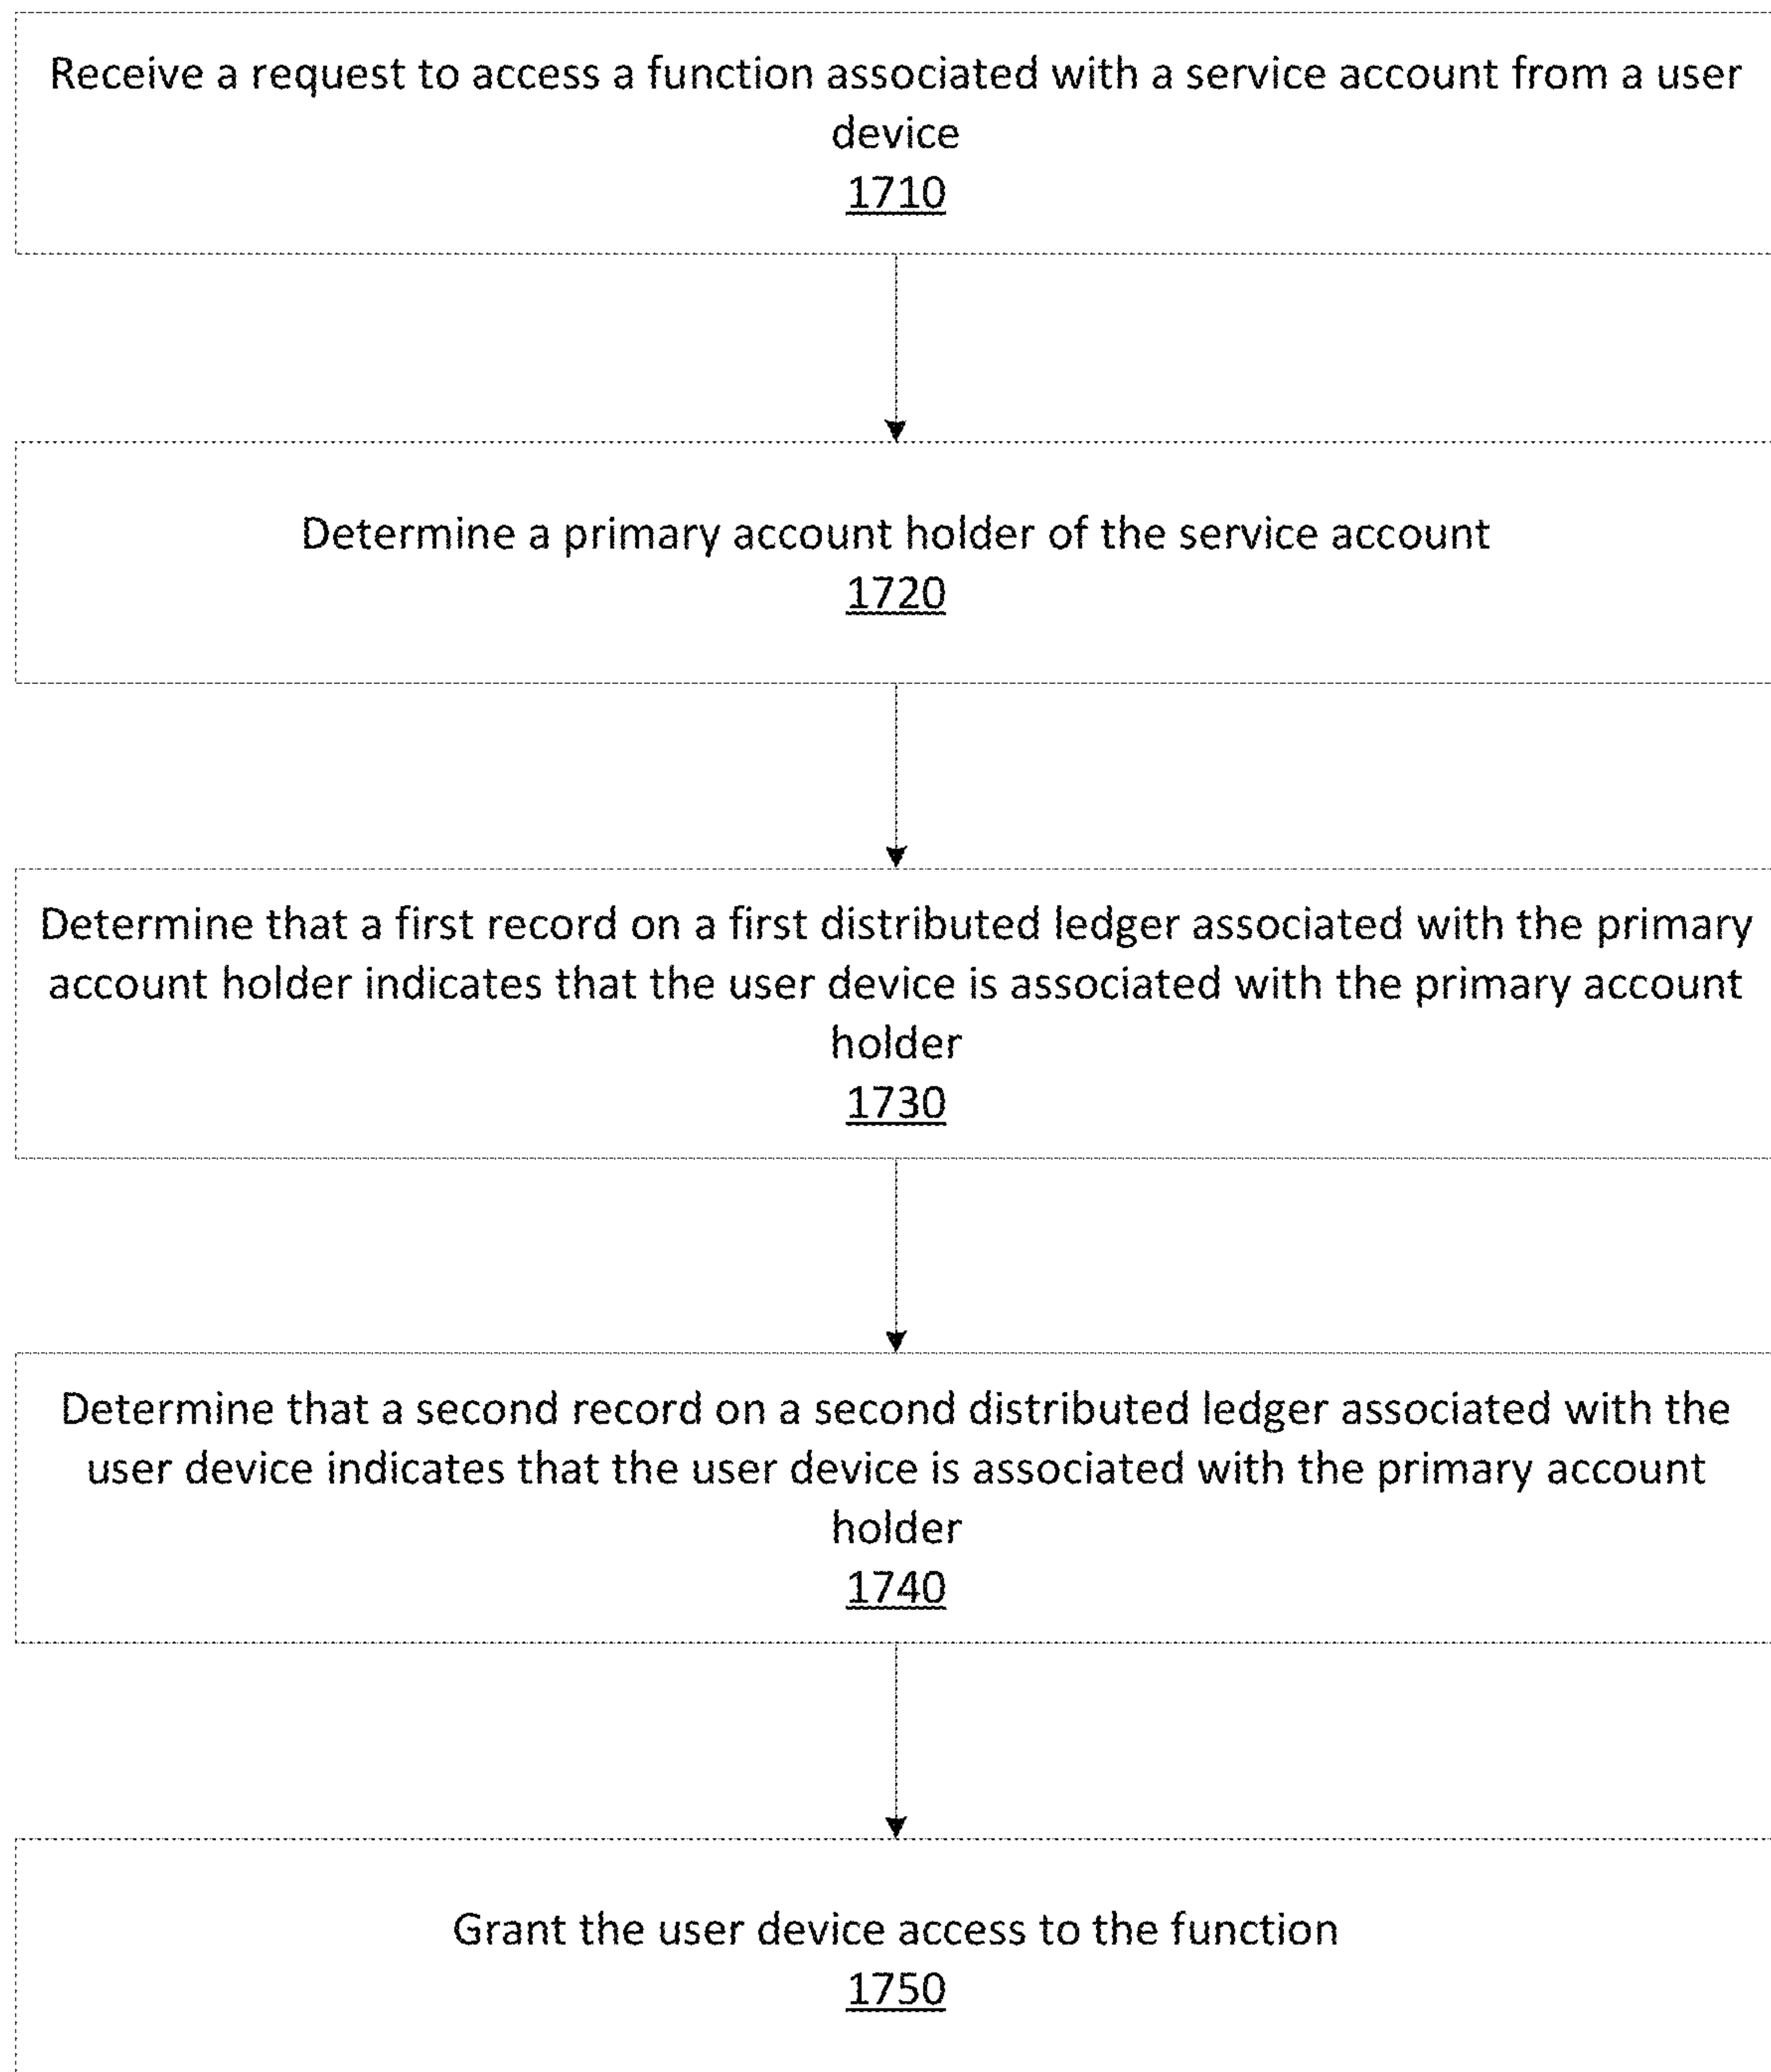 Receive a request to access a function associated with a service account from a user
device
1710
Determine a primary account holder of the service account
1720
Determine that a first record on a first distributed ledger associated with the primary
account holder indicates that the user device is associated with the primary account
holder
1730
Determine that a second record on a second distributed ledger associated with the
user device indicates that the user device is associated with the primary account
holder
1740
Grant the user device access to the function
1750